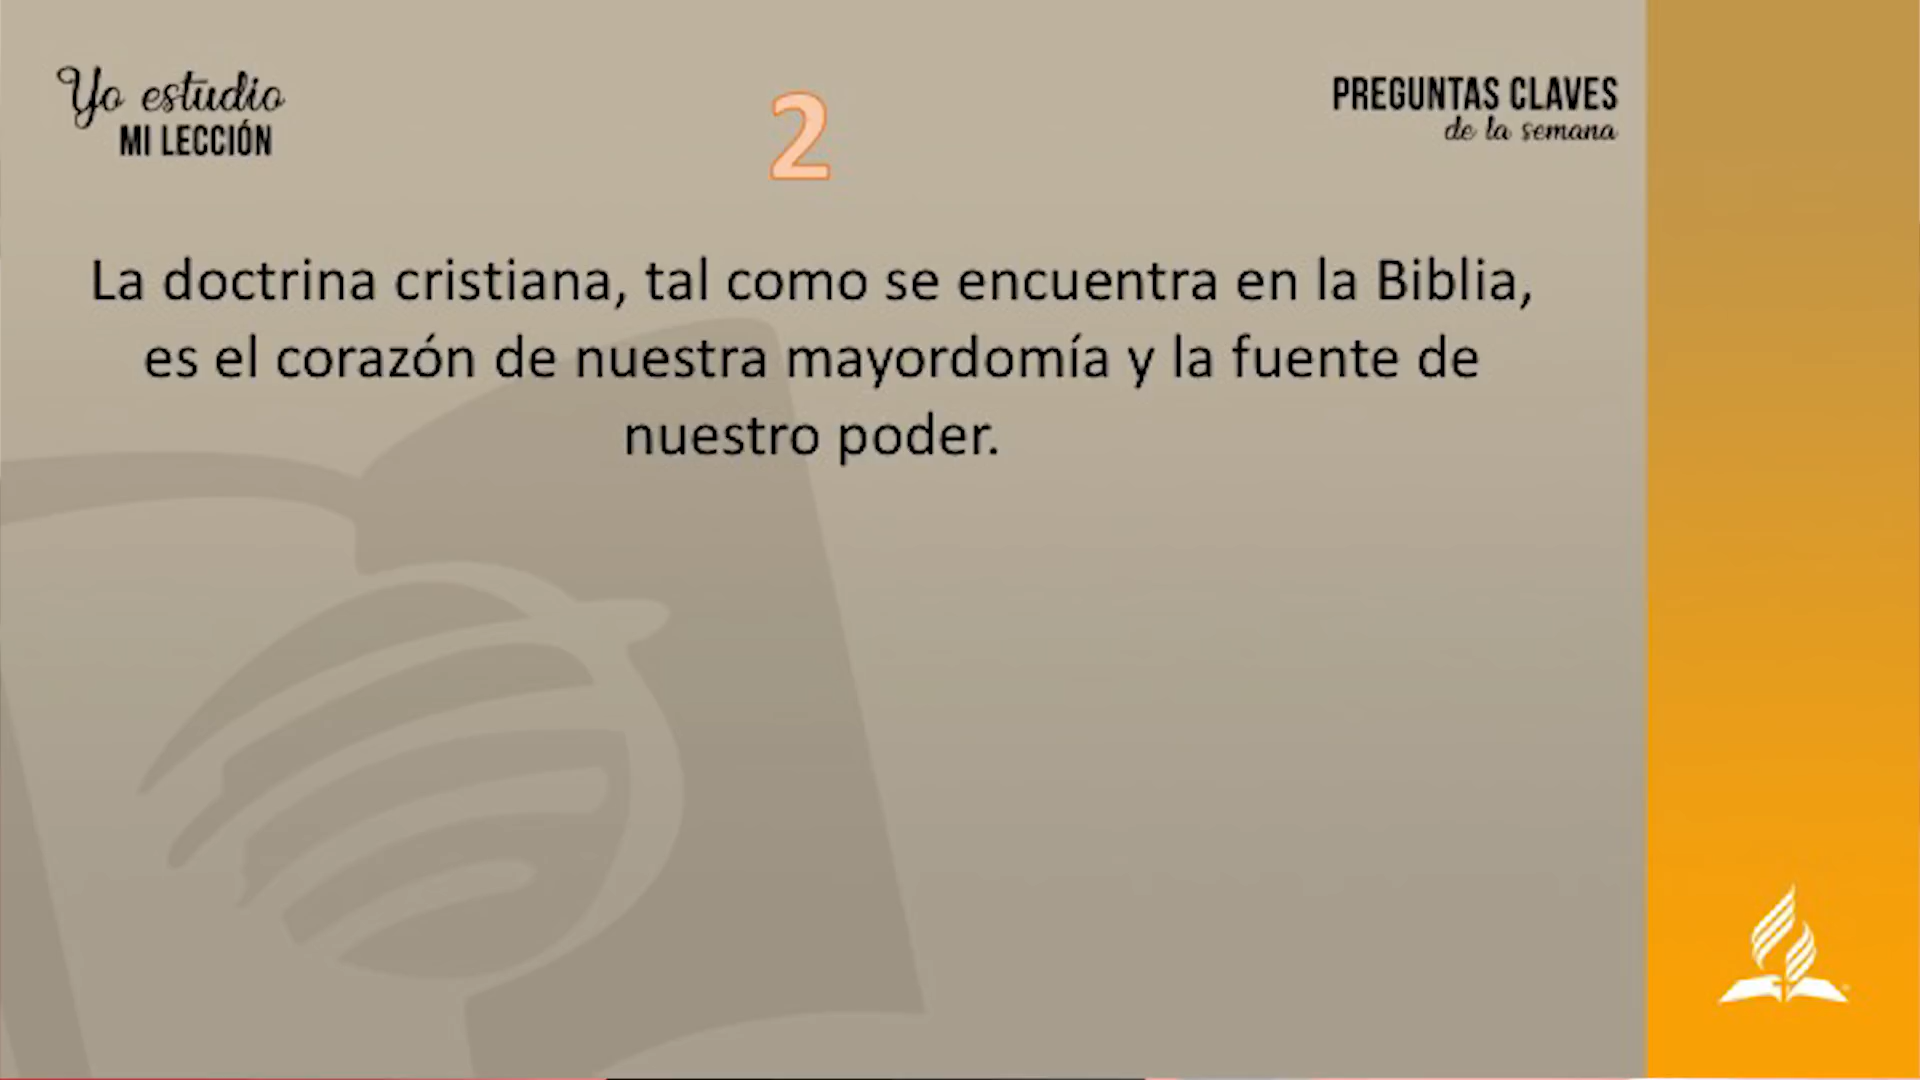 Yo estudio
MI LECCIÓN
2
PREGUNTAS CLAVES
de la semana
La doctrina cristiana, tal como se encuentra en la Biblia,
es el corazón de nuestra mayordomía y la fuente de
nuestro poder.